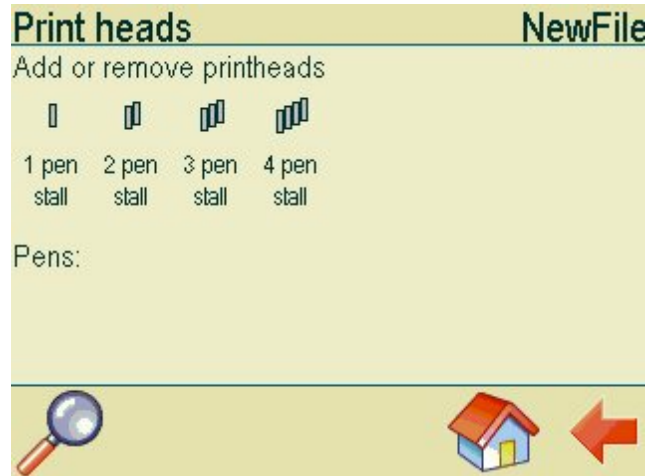 Print heads NewFile
Add or remove printheads
1 pen 2 pen 3 pen 4 pen
stall stall stall stall
Pens: